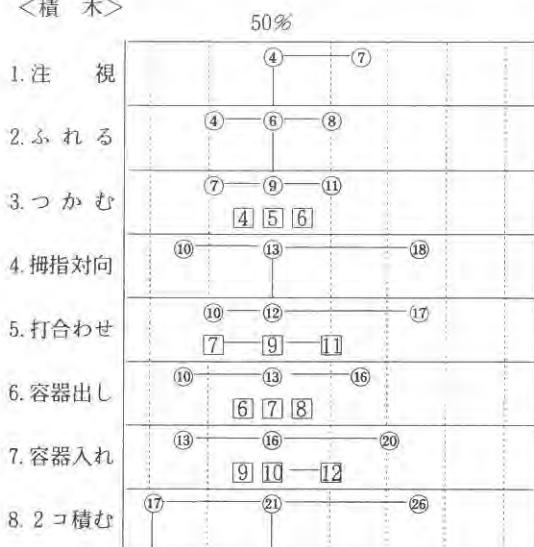 <積 木>
50%
1.注 視
④ ⑦
2.ふ れ る
④ ⑥ ⑧
3.つ か む
⑦ ⑨ ⑪
4 5 6
4.拇指対向
⑩ ⑬ ⑱
5.打合わせ
⑩ ⑫ ⑰
7 9 11
6.容器出し
⑩ ⑬ ⑯
6 7 8
7.容器入れ
⑬ ⑯ ⑳
9 10 12
8.2コ積む
⑰ ㉑ ㉖